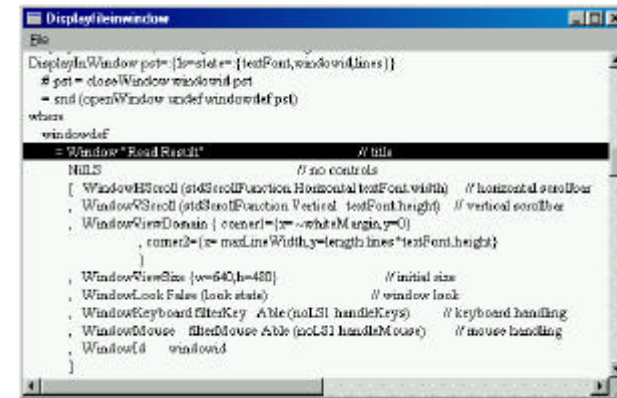 Displayfileinwindow
File
DisplayInWindow pst=:{ls=state=:{textFont,windowid,lines}}
# pst = closeWindow windowid pst
= snd (openWindow undef windowdef pst)
where
windowdef
= Window "Read Result" // title
NilLS // no controls
[ WindowHScroll (stdScrollFunction Horizontal textFont.width) // horizontal scrollbar
, WindowVScroll (stdScrollFunction Vertical textFont.height) // vertical scrollbar
, WindowViewDomain { corner1={x= ~whiteMargin,y=0}
, corner2={x= maxLineWidth,y=length lines*textFont.height}
}
, WindowViewSize {w=640,h=480} // initial size
, WindowLook False (look state) // window look
, WindowKeyboard filterKey Able (noLS1 handleKeys) // keyboard handling
, WindowMouse filterMouse Able (noLS1 handleMouse) // mouse handling
, WindowId windowid
]